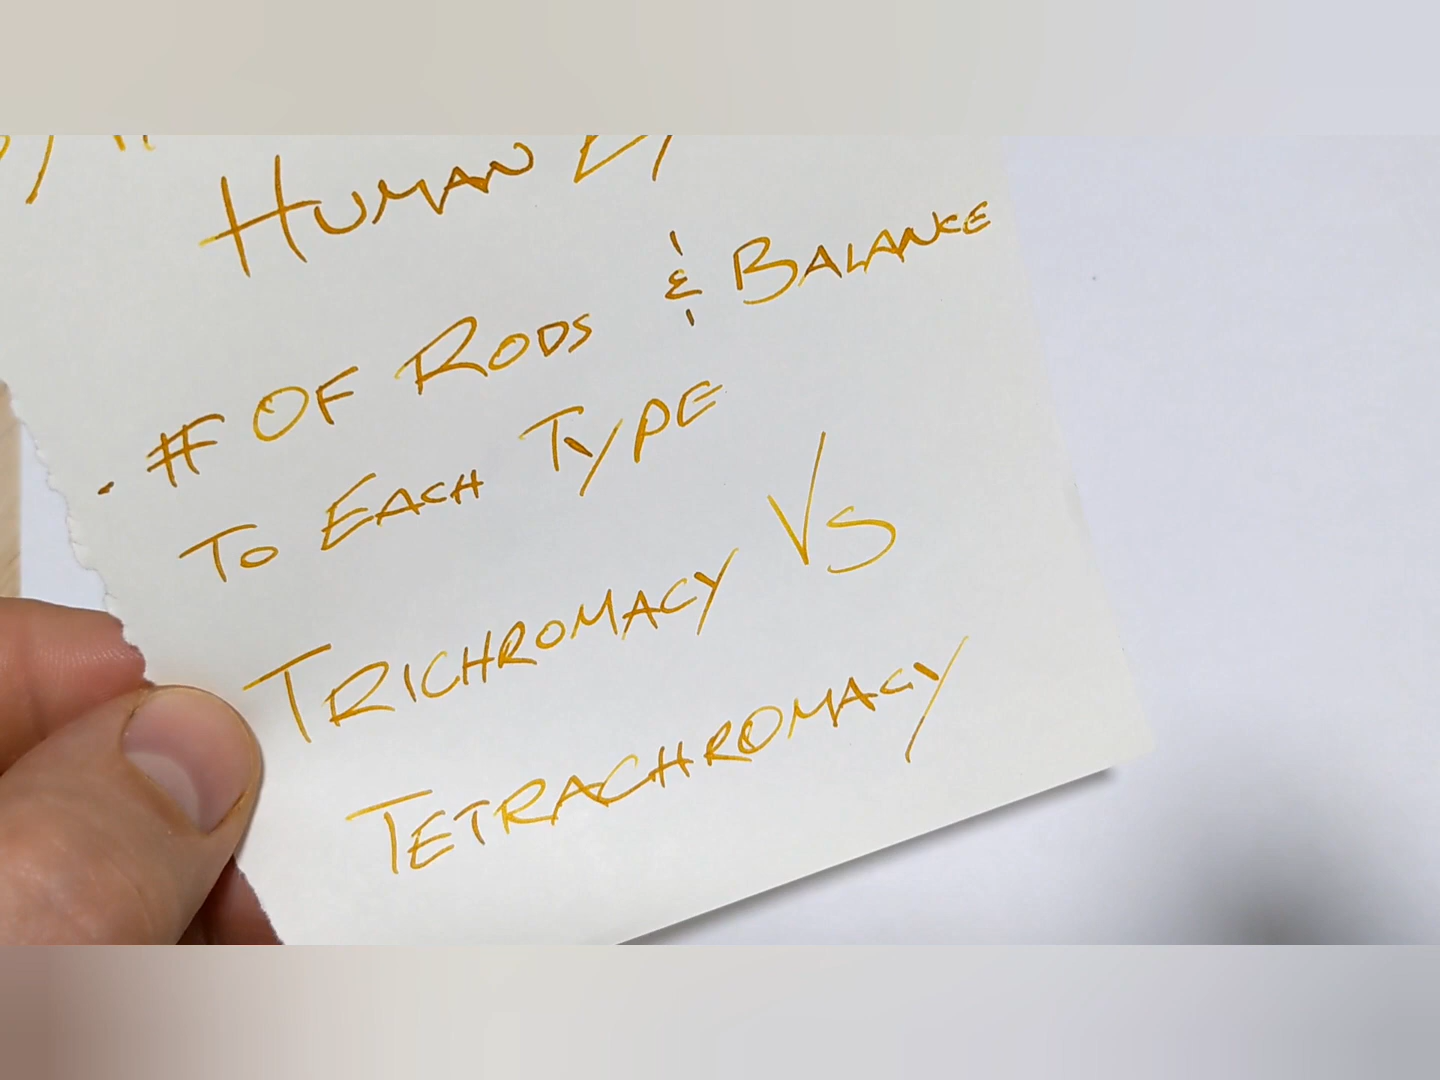 Human
. # of Rods & Balance
To Each Type
Trichromacy Vs
Tetrachromacy